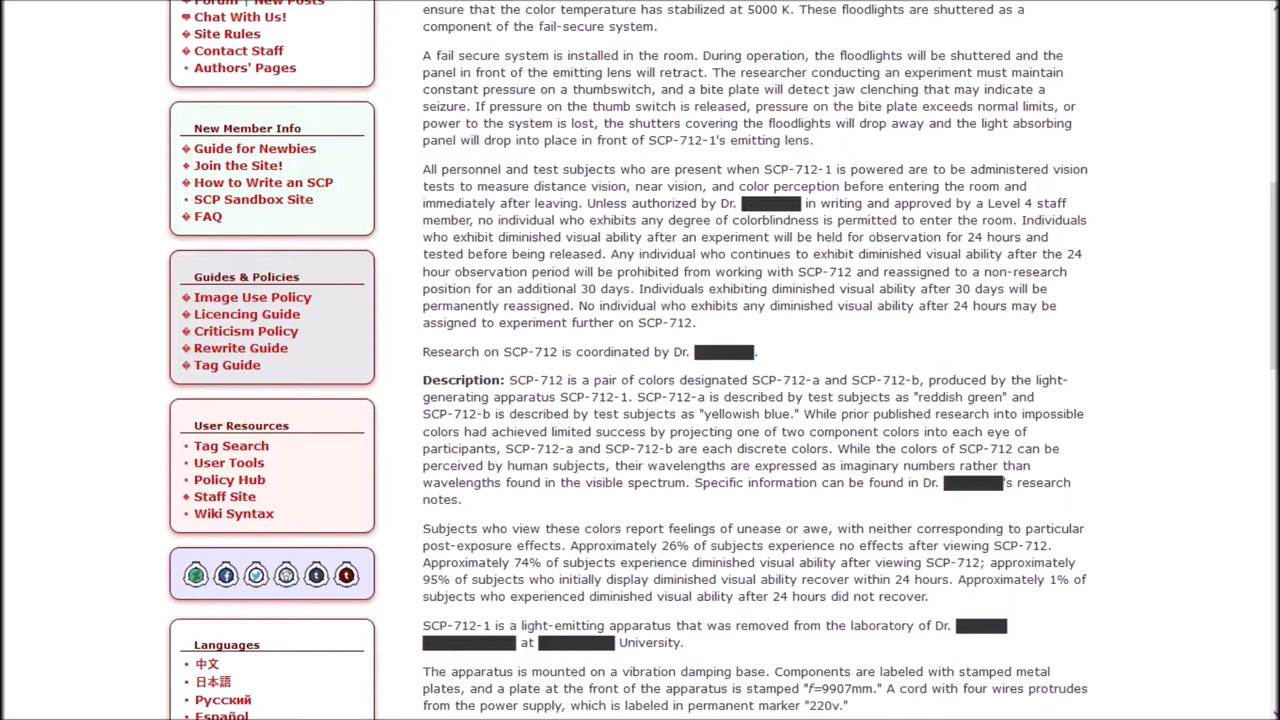 Forum | New Posts
Chat With Us!
Site Rules
Contact Staff
Authors' Pages
New Member Info
Guide for Newbies
Join the Site!
How to Write an SCP
SCP Sandbox Site
FAQ
Guides & Policies
Image Use Policy
Licencing Guide
Criticism Policy
Rewrite Guide
Tag Guide
User Resources
Tag Search
User Tools
Policy Hub
Staff Site
Wiki Syntax
Languages
中文
日本語
Русский
Español
ensure that the color temperature has stabilized at 5000 K. These floodlights are shuttered as a
component of the fail-secure system.
A fail secure system is installed in the room. During operation, the floodlights will be shuttered and the
panel in front of the emitting lens will retract. The researcher conducting an experiment must maintain
constant pressure on a thumbswitch, and a bite plate will detect jaw clenching that may indicate a
seizure. If pressure on the thumb switch is released, pressure on the bite plate exceeds normal limits, or
power to the system is lost, the shutters covering the floodlights will drop away and the light absorbing
panel will drop into place in front of SCP-712-1's emitting lens.
All personnel and test subjects who are present when SCP-712-1 is powered are to be administered vision
tests to measure distance vision, near vision, and color perception before entering the room and
immediately after leaving. Unless authorized by Dr. ███████ in writing and approved by a Level 4 staff
member, no individual who exhibits any degree of colorblindness is permitted to enter the room. Individuals
who exhibit diminished visual ability after an experiment will be held for observation for 24 hours and
tested before being released. Any individual who continues to exhibit diminished visual ability after the 24
hour observation period will be prohibited from working with SCP-712 and reassigned to a non-research
position for an additional 30 days. Individuals exhibiting diminished visual ability after 30 days will be
permanently reassigned. No individual who exhibits any diminished visual ability after 24 hours may be
assigned to experiment further on SCP-712.
Research on SCP-712 is coordinated by Dr. ███████.
Description: SCP-712 is a pair of colors designated SCP-712-a and SCP-712-b, produced by the light-
generating apparatus SCP-712-1. SCP-712-a is described by test subjects as "reddish green" and
SCP-712-b is described by test subjects as "yellowish blue." While prior published research into impossible
colors had achieved limited success by projecting one of two component colors into each eye of
participants, SCP-712-a and SCP-712-b are each discrete colors. While the colors of SCP-712 can be
perceived by human subjects, their wavelengths are expressed as imaginary numbers rather than
wavelengths found in the visible spectrum. Specific information can be found in Dr. ███████'s research
notes.
Subjects who view these colors report feelings of unease or awe, with neither corresponding to particular
post-exposure effects. Approximately 26% of subjects experience no effects after viewing SCP-712.
Approximately 74% of subjects experience diminished visual ability after viewing SCP-712; approximately
95% of subjects who initially display diminished visual ability recover within 24 hours. Approximately 1% of
subjects who experienced diminished visual ability after 24 hours did not recover.
SCP-712-1 is a light-emitting apparatus that was removed from the laboratory of Dr. ██████
███████████ at █████████ University.
The apparatus is mounted on a vibration damping base. Components are labeled with stamped metal
plates, and a plate at the front of the apparatus is stamped "f=9907mm." A cord with four wires protrudes
from the power supply, which is labeled in permanent marker "220v."